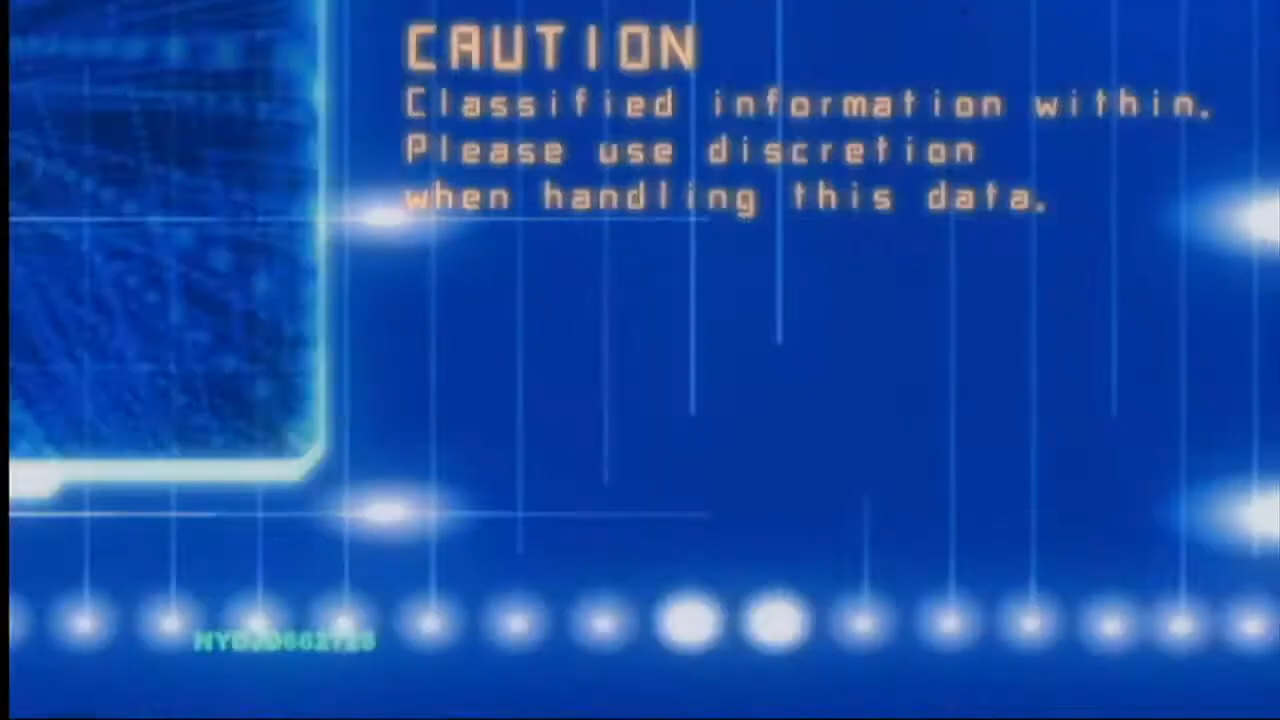 CAUTION
Classified information within.
Please use discretion
when handling this data.